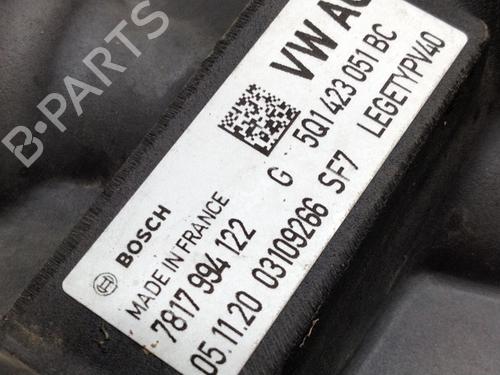 VW AG
5Q1 423 051 BC
G
LEGETYPV40
BOSCH
MADE IN FRANCE
7817 994 122
05.11.20 03109266 SF7
B-PARTS